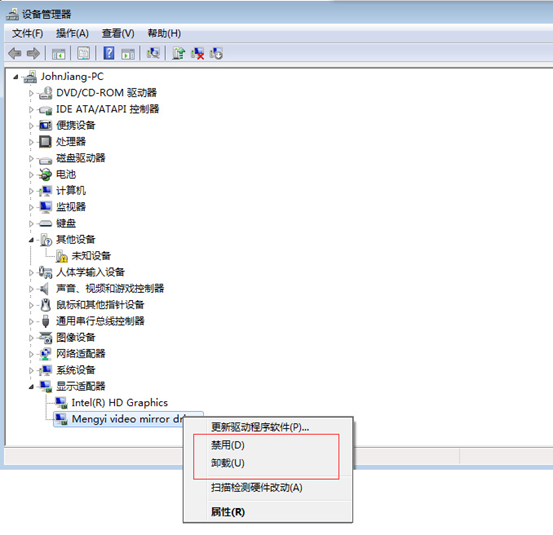 设备管理器
文件(F) 操作(A) 查看(V) 帮助(H)
JohnJiang-PC
DVD/CD-ROM 驱动器
IDE ATA/ATAPI 控制器
便携设备
处理器
磁盘驱动器
电池
计算机
监视器
键盘
其他设备
未知设备
人体学输入设备
声音、视频和游戏控制器
鼠标和其他指针设备
通用串行总线控制器
图像设备
网络适配器
系统设备
显示适配器
Intel(R) HD Graphics
Mengyi video mirror
更新驱动程序软件(P)...
禁用(D)
卸载(U)
扫描检测硬件改动(A)
属性(R)